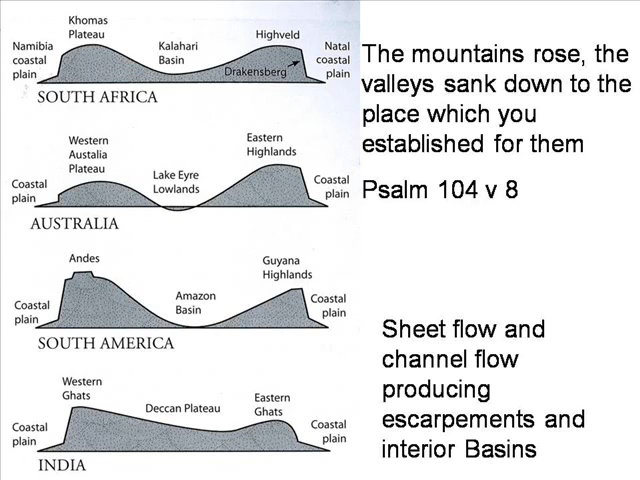 Khomas
Plateau
Namibia
coastal
plain
Kalahari
Basin
Highveld
Natal
coastal
plain
Drakensberg
SOUTH AFRICA
Western
Austalia
Plateau
Eastern
Highlands
Lake Eyre
Lowlands
Coastal
plain
Coastal
plain
AUSTRALIA
Andes
Guyana
Highlands
Coastal
plain
Amazon
Basin
Coastal
plain
SOUTH AMERICA
Western
Ghats
Deccan Plateau
Eastern
Ghats
Coastal
plain
Coastal
plain
INDIA
The mountains rose, the
valleys sank down to the
place which you
established for them
Psalm 104 v 8
Sheet flow and
channel flow
producing
escarpements and
interior Basins